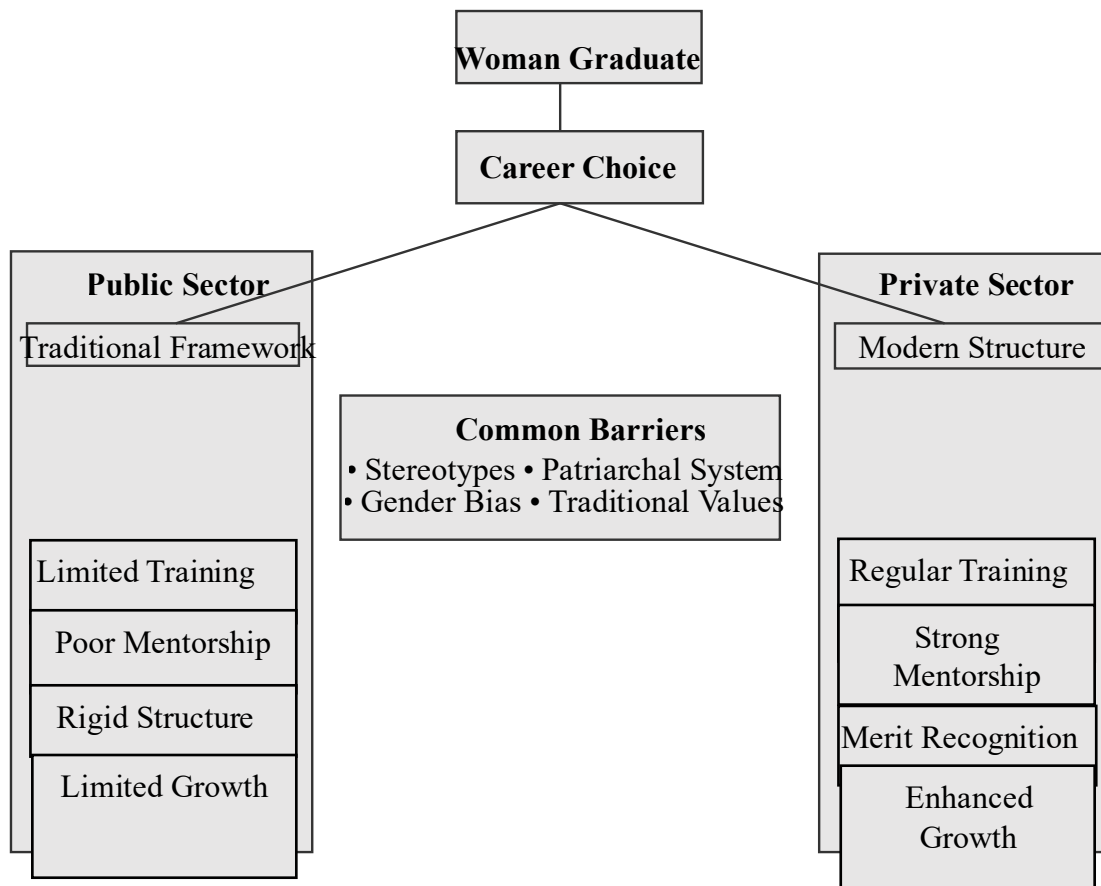 Woman Graduate
Career Choice
Public Sector
Traditional Framework
Private Sector
Modern Structure
Common Barriers
• Stereotypes • Patriarchal System
• Gender Bias • Traditional Values
Limited Training
Poor Mentorship
Rigid Structure
Limited Growth
Regular Training
Strong
Mentorship
Merit Recognition
Enhanced
Growth